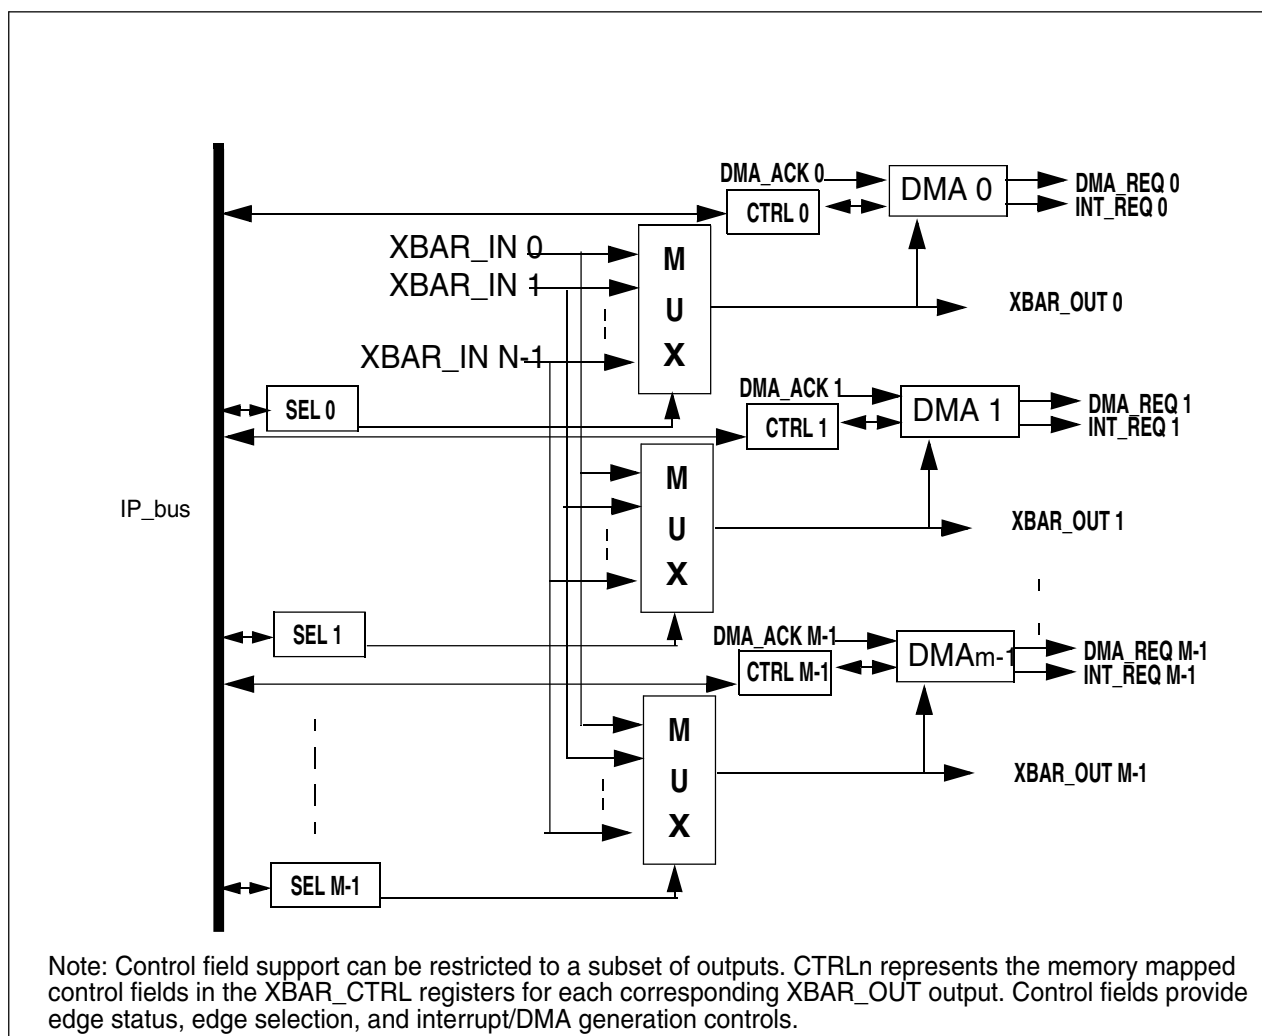 DMA_ACK 0
DMA 0
DMA_REQ 0
INT_REQ 0
CTRL 0
XBAR_IN 0
XBAR_IN 1
XBAR_IN N-1
M
U
X
XBAR_OUT 0
SEL 0
DMA_ACK 1
DMA 1
DMA_REQ 1
INT_REQ 1
CTRL 1
M
U
X
XBAR_OUT 1
IP_bus
SEL 1
DMA_ACK M-1
DMAm-1
DMA_REQ M-1
INT_REQ M-1
CTRL M-1
M
U
X
XBAR_OUT M-1
SEL M-1
Note: Control field support can be restricted to a subset of outputs. CTRLn represents the memory mapped
control fields in the XBAR_CTRL registers for each corresponding XBAR_OUT output. Control fields provide
edge status, edge selection, and interrupt/DMA generation controls.